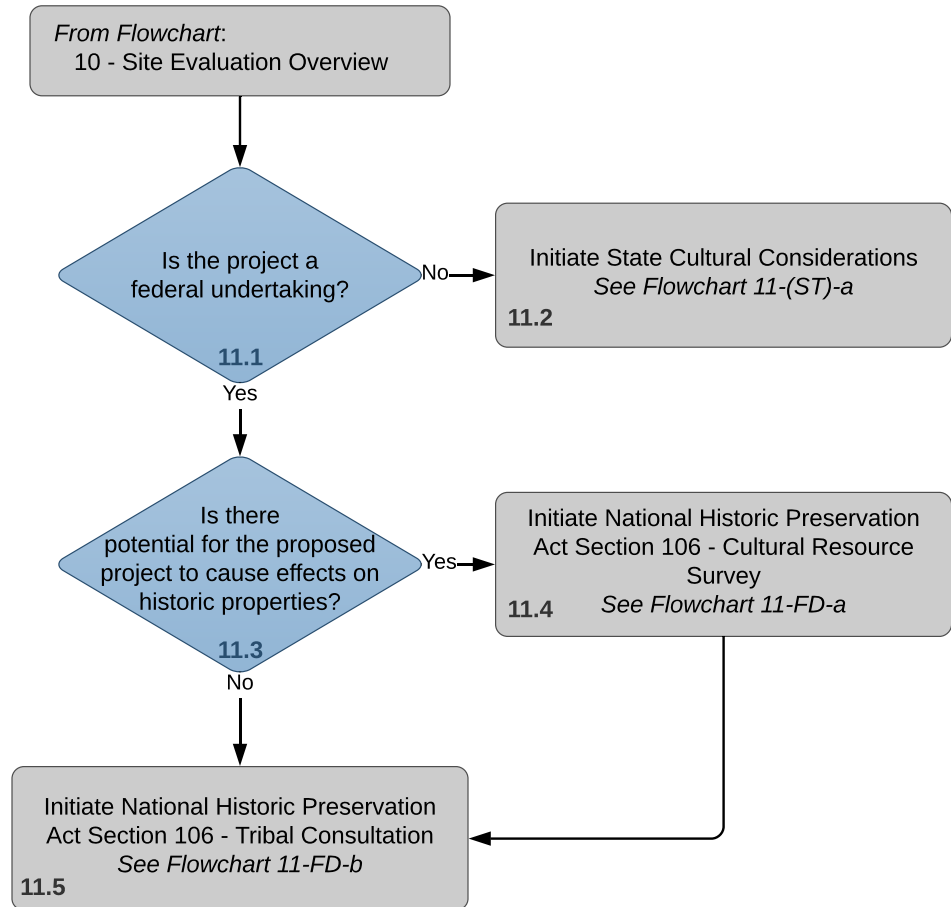 From Flowchart:
10 - Site Evaluation Overview
Is the project a
federal undertaking?
11.1
No
Initiate State Cultural Considerations
See Flowchart 11-(ST)-a
11.2
Yes
Is there
potential for the proposed
project to cause effects on
historic properties?
11.3
Yes
Initiate National Historic Preservation
Act Section 106 - Cultural Resource
Survey
See Flowchart 11-FD-a
11.4
No
Initiate National Historic Preservation
Act Section 106 - Tribal Consultation
See Flowchart 11-FD-b
11.5